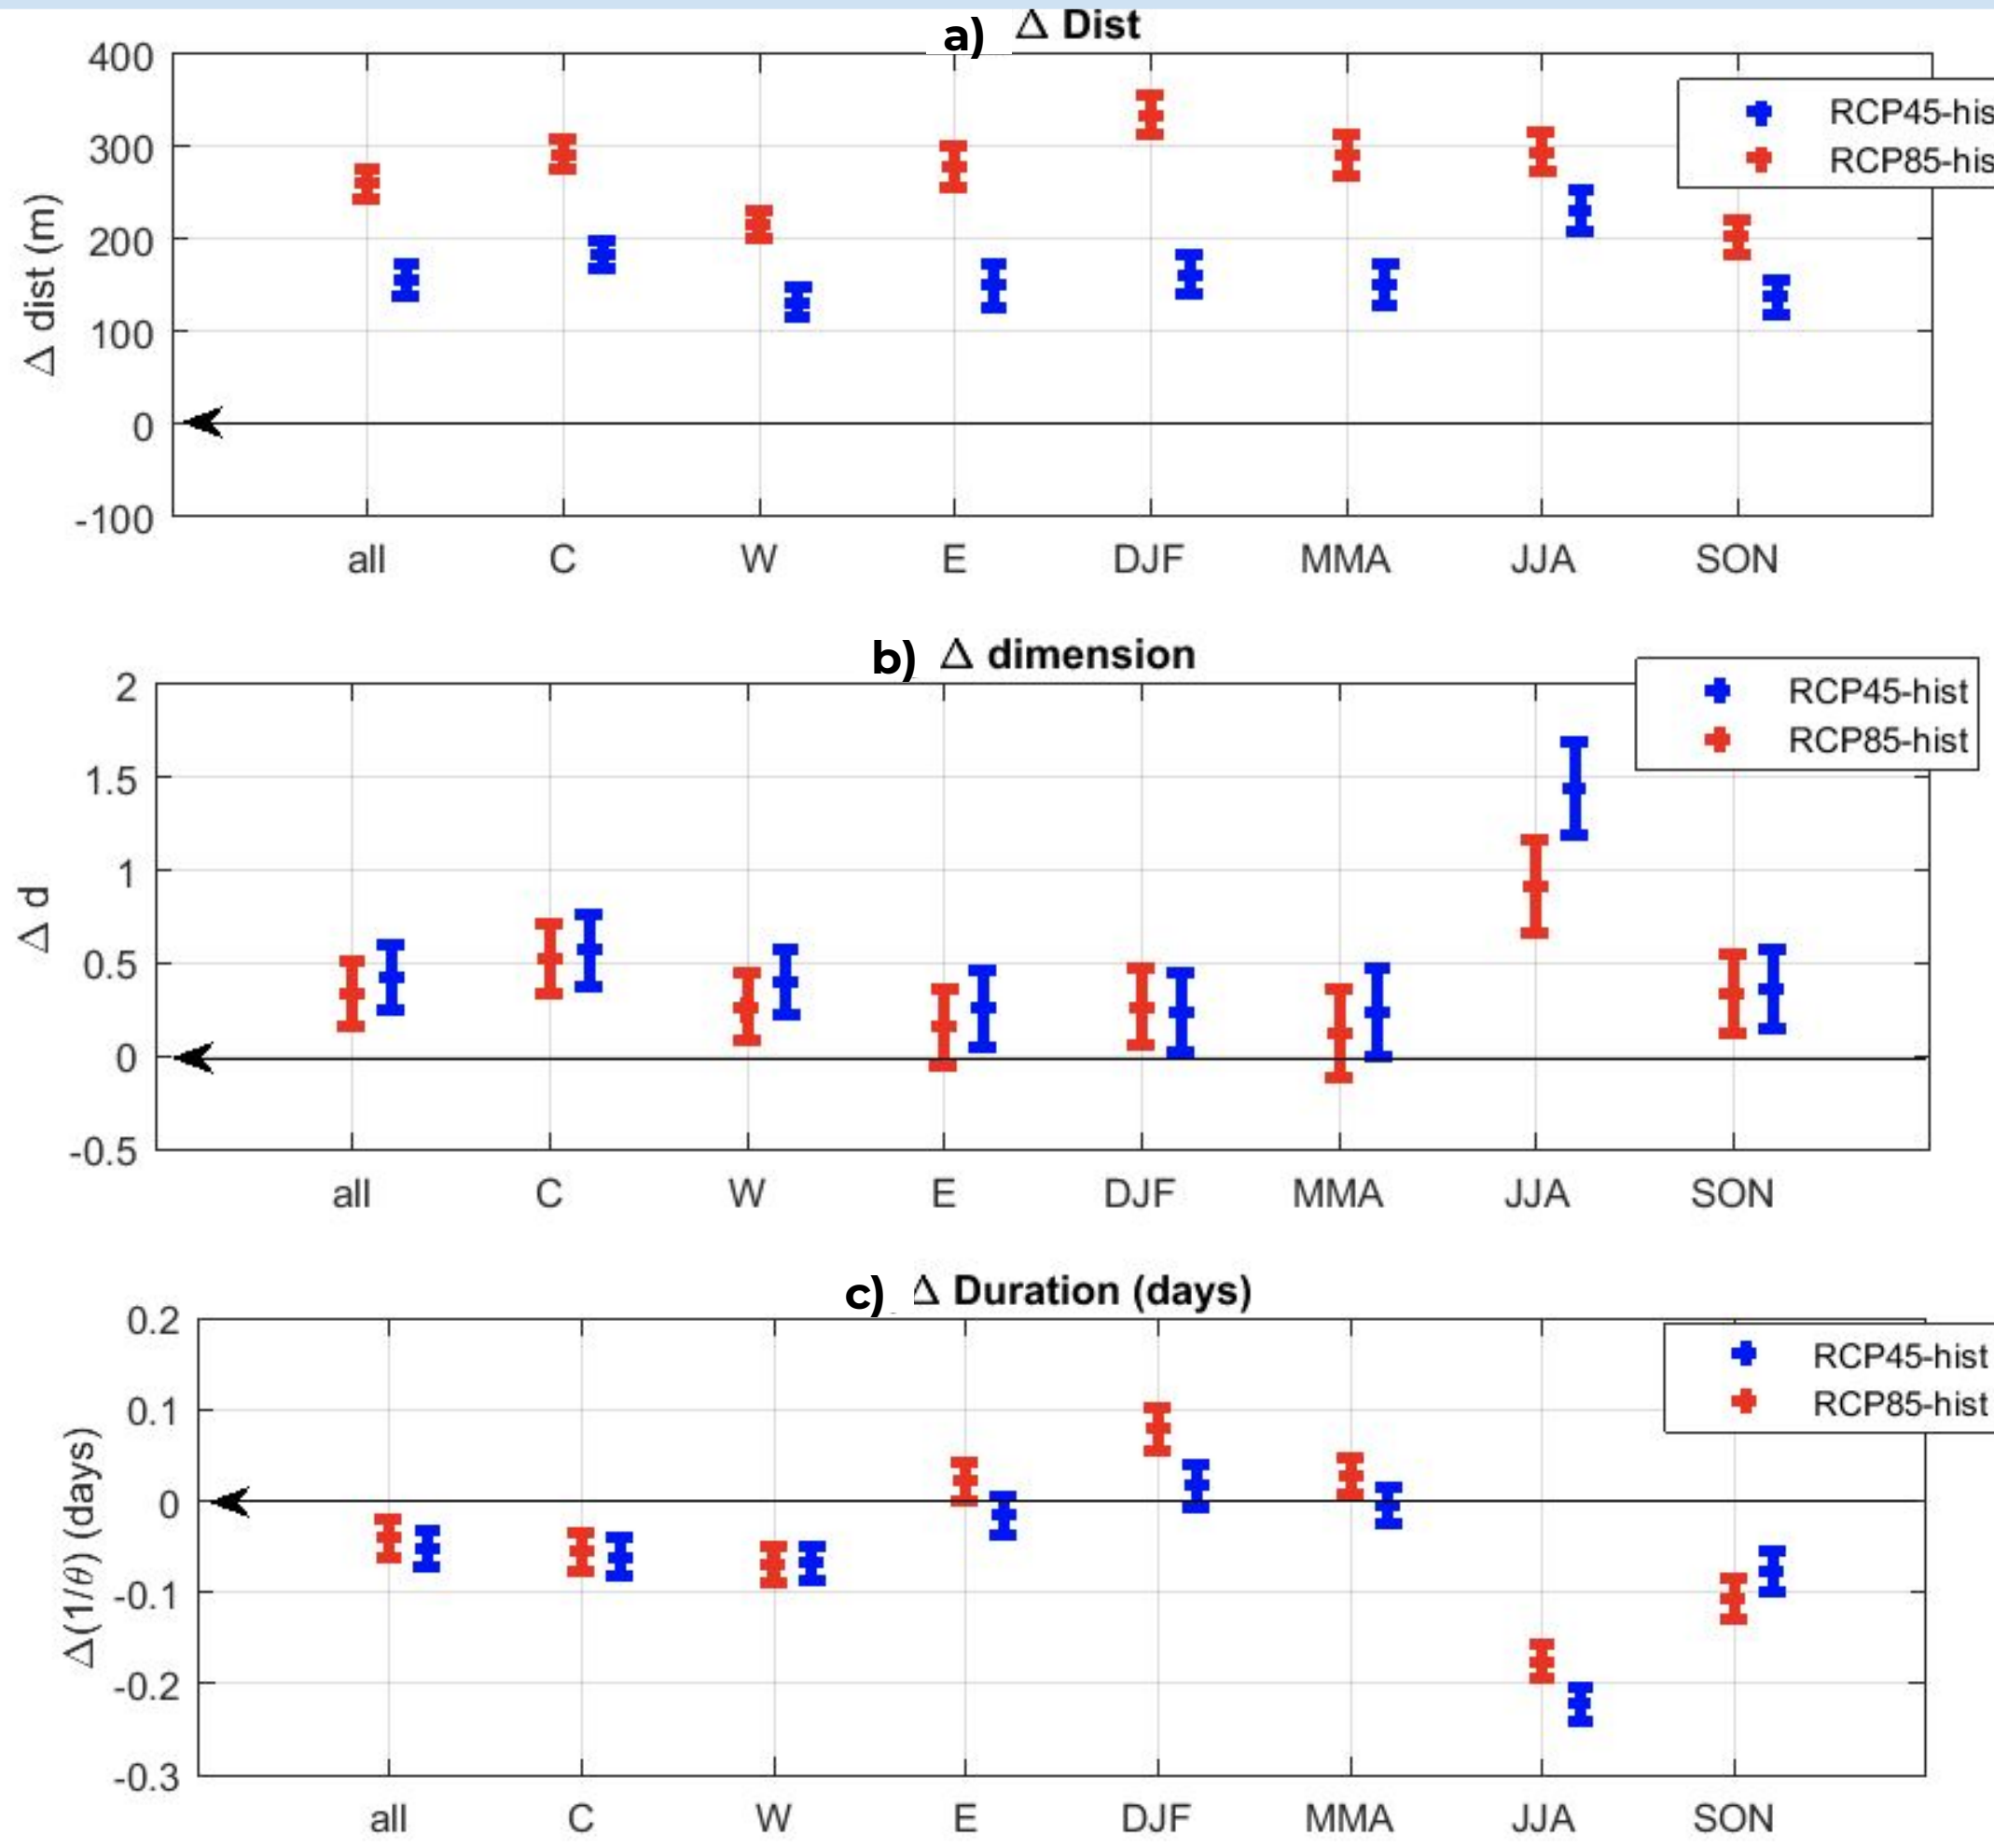 a) Δ Dist
400
300
200
100
0
-100
Δ dist (m)
RCP45-his
RCP85-his
all C W E DJF MMA JJA SON
b) Δ dimension
2
1.5
1
0.5
0
-0.5
Δ d
RCP45-hist
RCP85-hist
all C W E DJF MMA JJA SON
c) Δ Duration (days)
0.2
0.1
0
-0.1
-0.2
-0.3
Δ(1/θ) (days)
RCP45-hist
RCP85-hist
all C W E DJF MMA JJA SON